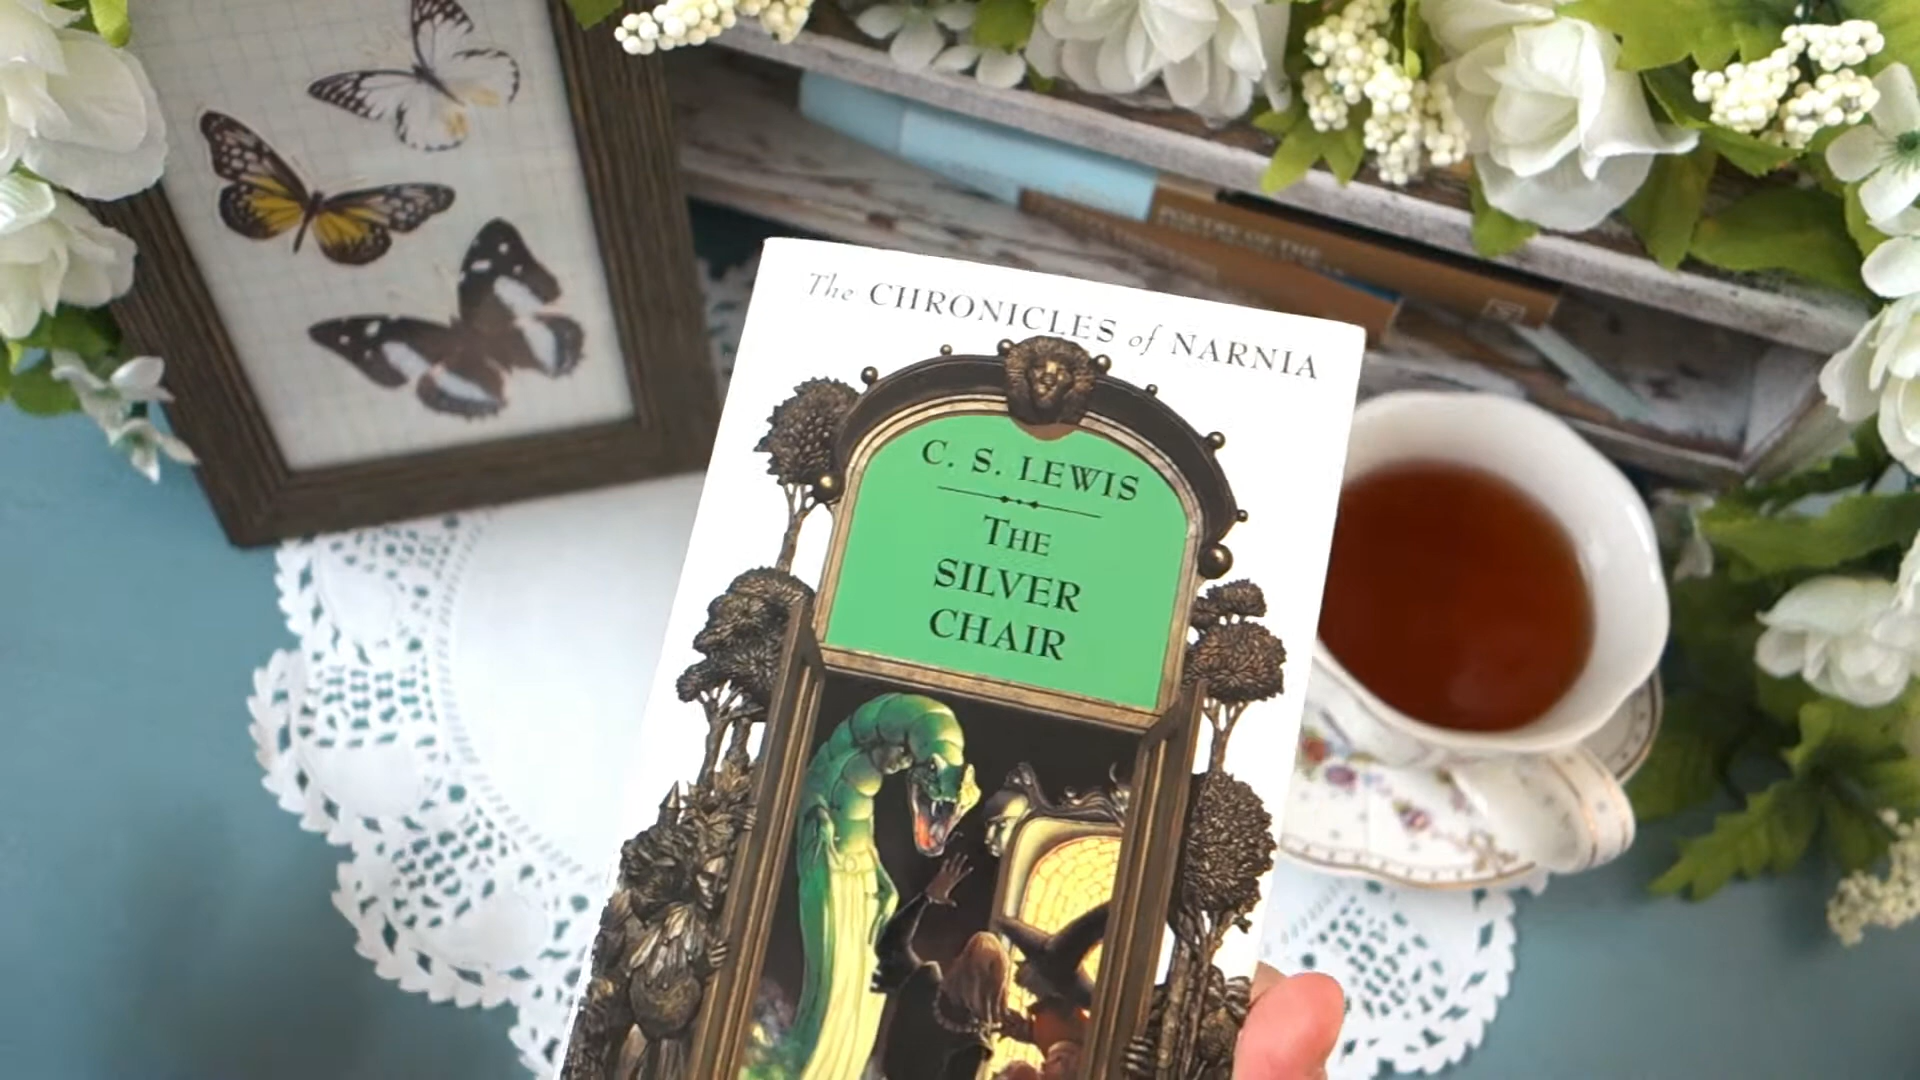 The CHRONICLES of NARNIA
C. S. LEWIS
THE
SILVER
CHAIR